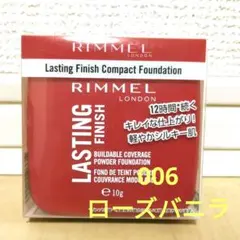 RIMMEL
LONDON
Lasting Finish Compact Foundation
RIMMEL
LONDON
12時間*続く
キレイな仕上がり!
軽やかシルキー肌
LASTING
FINISH
BUILDABLE COVERAGE
POWDER FOUNDATION
FOND DE TEINT
COUVRANCE
℮10g
006
ローズバニラ